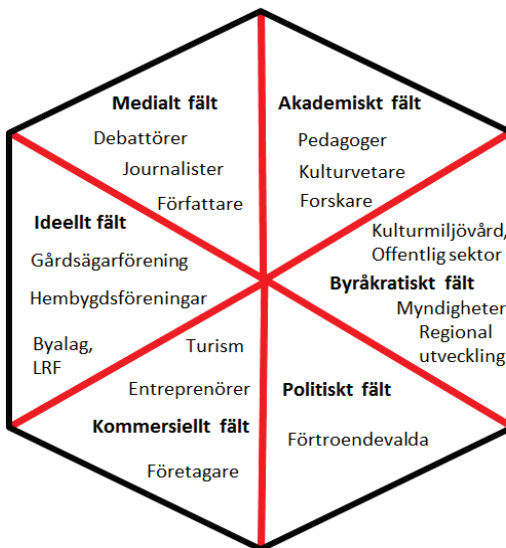 Medialt fält
Debattörer
Journalister
Författare
Akademiskt fält
Pedagoger
Kulturvetare
Forskare
Ideellt fält
Gårdsägarförening
Hembygdsföreningar
Byalag,
LRF
Kulturmiljövård,
Offentlig sektor
Byråkratiskt fält
Myndigheter
Regional
utveckling
Turism
Entreprenörer
Kommersiellt fält
Företagare
Politiskt fält
Förtroendevalda